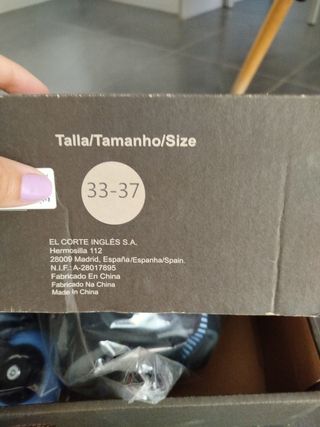 Talla/Tamanho/Size
33-37
EL CORTE INGLÉS S.A.
Hermosilla 112
28009 Madrid, España/Espanha/Spain.
N.I.F.: A-28017895
Fabricado En China
Fabricado Na China
Made In China